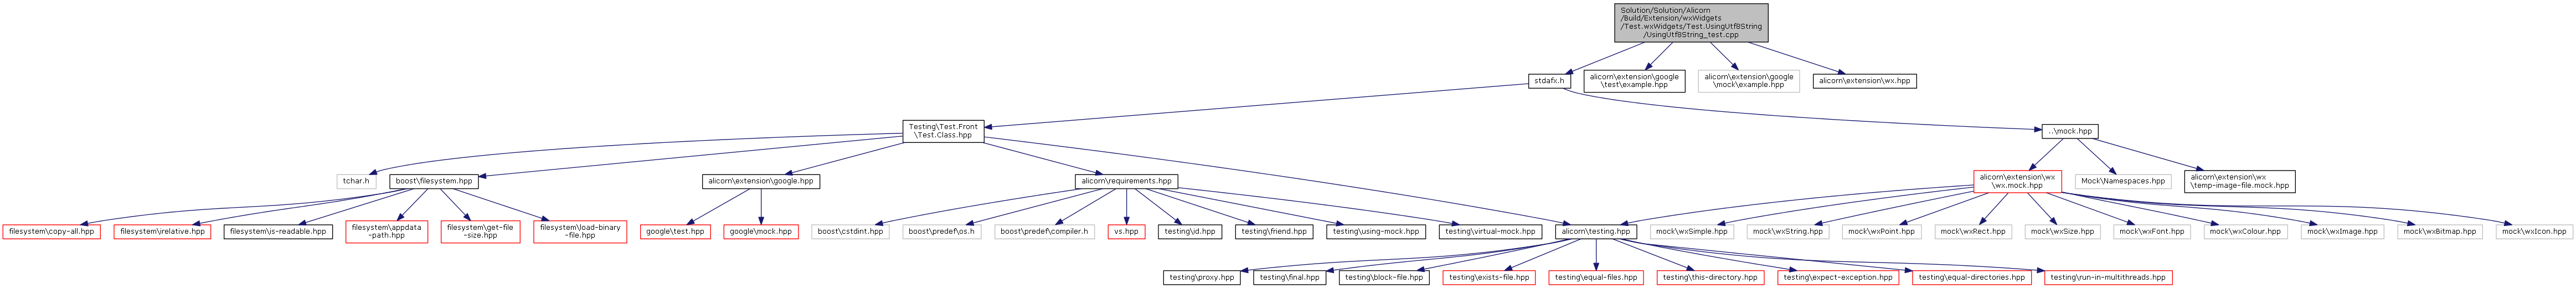 Solution/Solution/Alicorn
/Build/Extension/wxWidgets
/Test.wxWidgets/Test.UsingUtf8String
/UsingUtf8String_test.cpp
stdafx.h
alicorn\extension\google
\test\example.hpp
alicorn\extension\google
\mock\example.hpp
alicorn\extension\wx.hpp
Testing\Test.Front
\Test.Class.hpp
..\mock.hpp
tchar.h
boost\filesystem.hpp
alicorn\extension\google.hpp
alicorn\requirements.hpp
alicorn\extension\wx
\wx.mock.hpp
Mock\Namespaces.hpp
alicorn\extension\wx
\temp-image-file.mock.hpp
filesystem\copy-all.hpp
filesystem\relative.hpp
filesystem\is-readable.hpp
filesystem\appdata
-path.hpp
filesystem\get-file
-size.hpp
filesystem\load-binary
-file.hpp
google\test.hpp
google\mock.hpp
boost\cstdint.hpp
boost\predef\os.h
boost\predef\compiler.h
vs.hpp
testing\id.hpp
testing\friend.hpp
testing\using-mock.hpp
testing\virtual-mock.hpp
alicorn\testing.hpp
mock\wxSimple.hpp
mock\wxString.hpp
mock\wxPoint.hpp
mock\wxRect.hpp
mock\wxSize.hpp
mock\wxFont.hpp
mock\wxColour.hpp
mock\wxImage.hpp
mock\wxBitmap.hpp
mock\wxIcon.hpp
testing\proxy.hpp
testing\final.hpp
testing\block-file.hpp
testing\exists-file.hpp
testing\equal-files.hpp
testing\this-directory.hpp
testing\expect-exception.hpp
testing\equal-directories.hpp
testing\run-in-multithreads.hpp